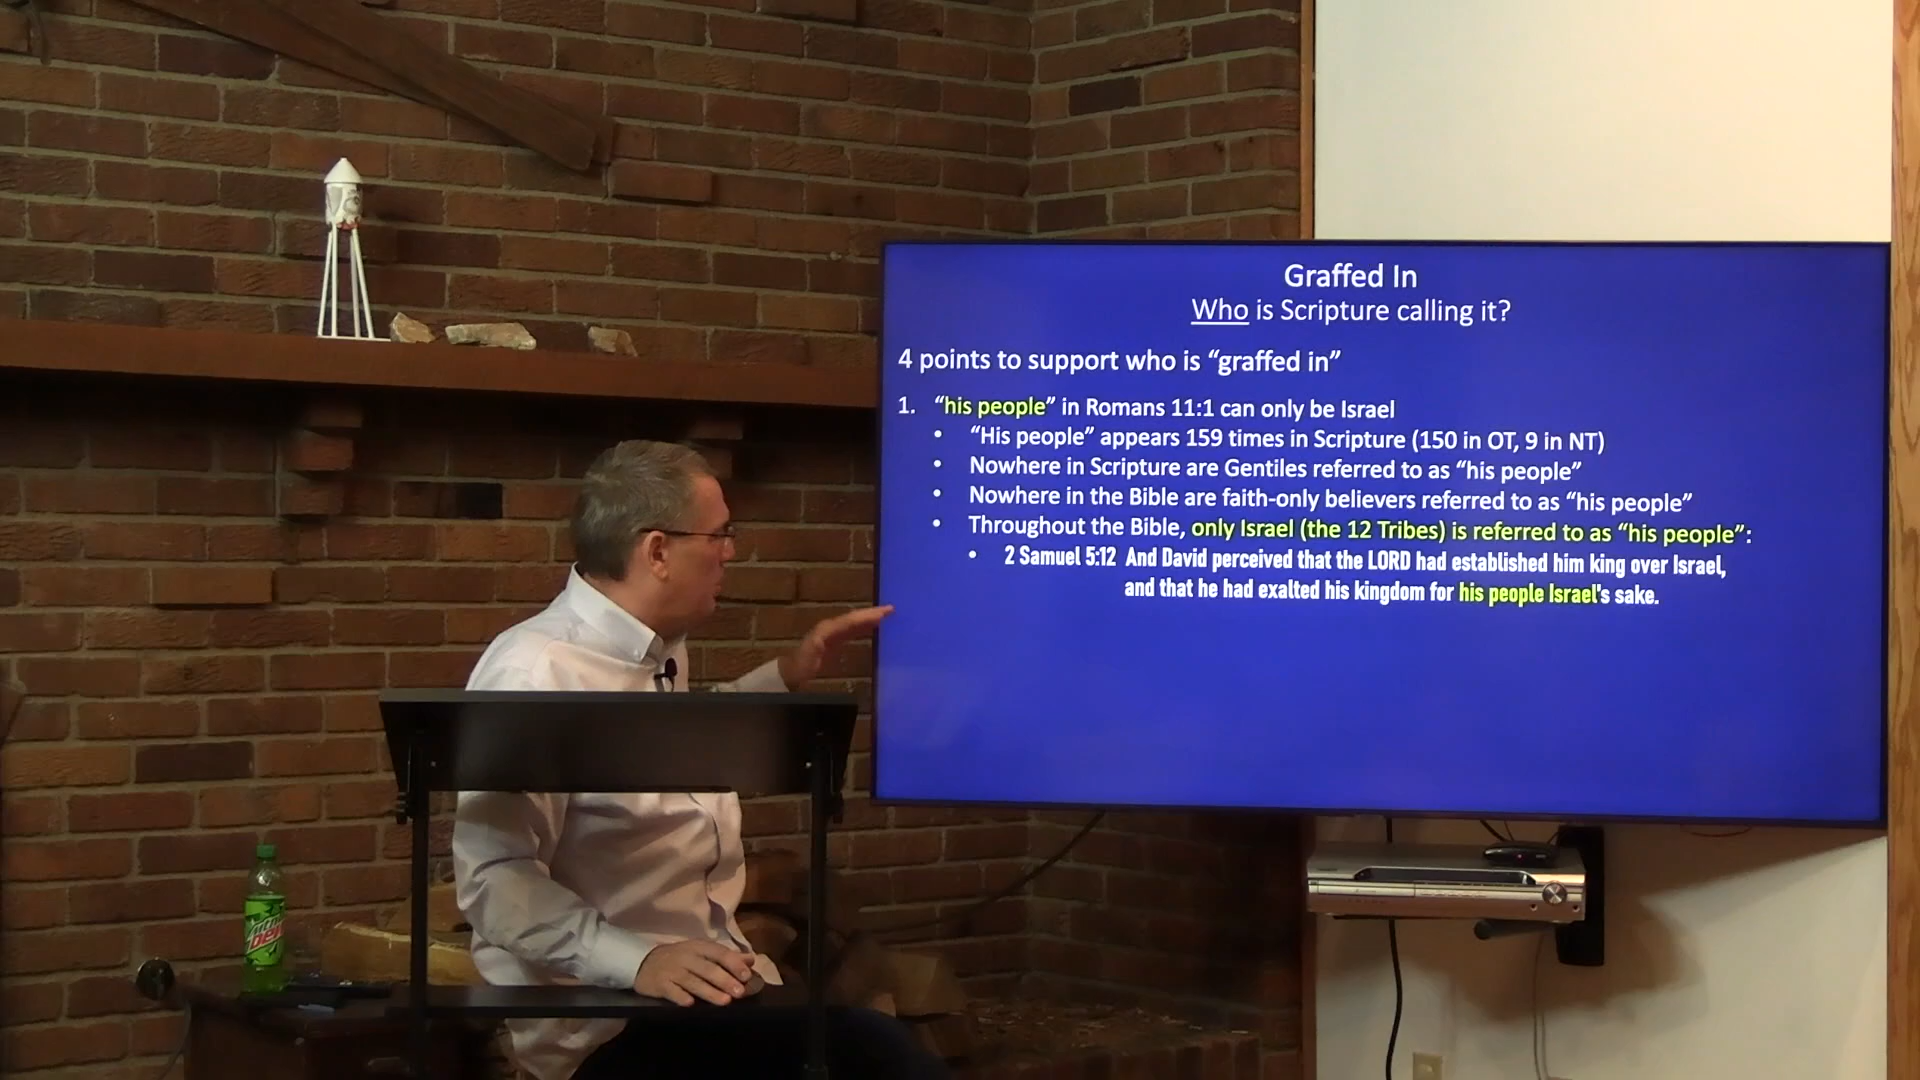 Graffed In
Who is Scripture calling it?
4 points to support who is “graffed in”
1. “his people” in Romans 11:1 can only be Israel
• “His people” appears 159 times in Scripture (150 in OT, 9 in NT)
• Nowhere in Scripture are Gentiles referred to as “his people”
• Nowhere in the Bible are faith-only believers referred to as “his people”
• Throughout the Bible, only Israel (the 12 Tribes) is referred to as “his people”:
• 2 Samuel 5:12 And David perceived that the LORD had established him king over Israel,
and that he had exalted his kingdom for his people Israel's sake.
Mtn
Dew